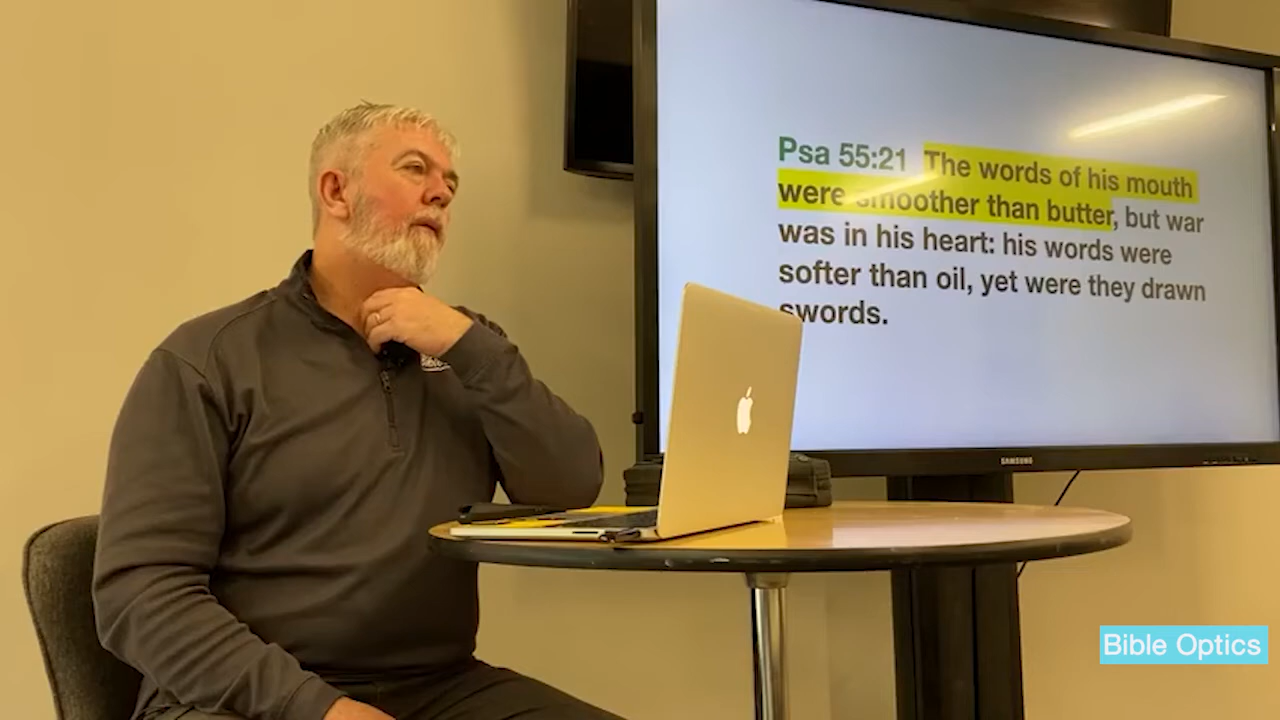 Psa 55:21 The words of his mouth
were smoother than butter, but war
was in his heart: his words were
softer than oil, yet were they drawn
swords.
SAMSUNG
Bible Optics